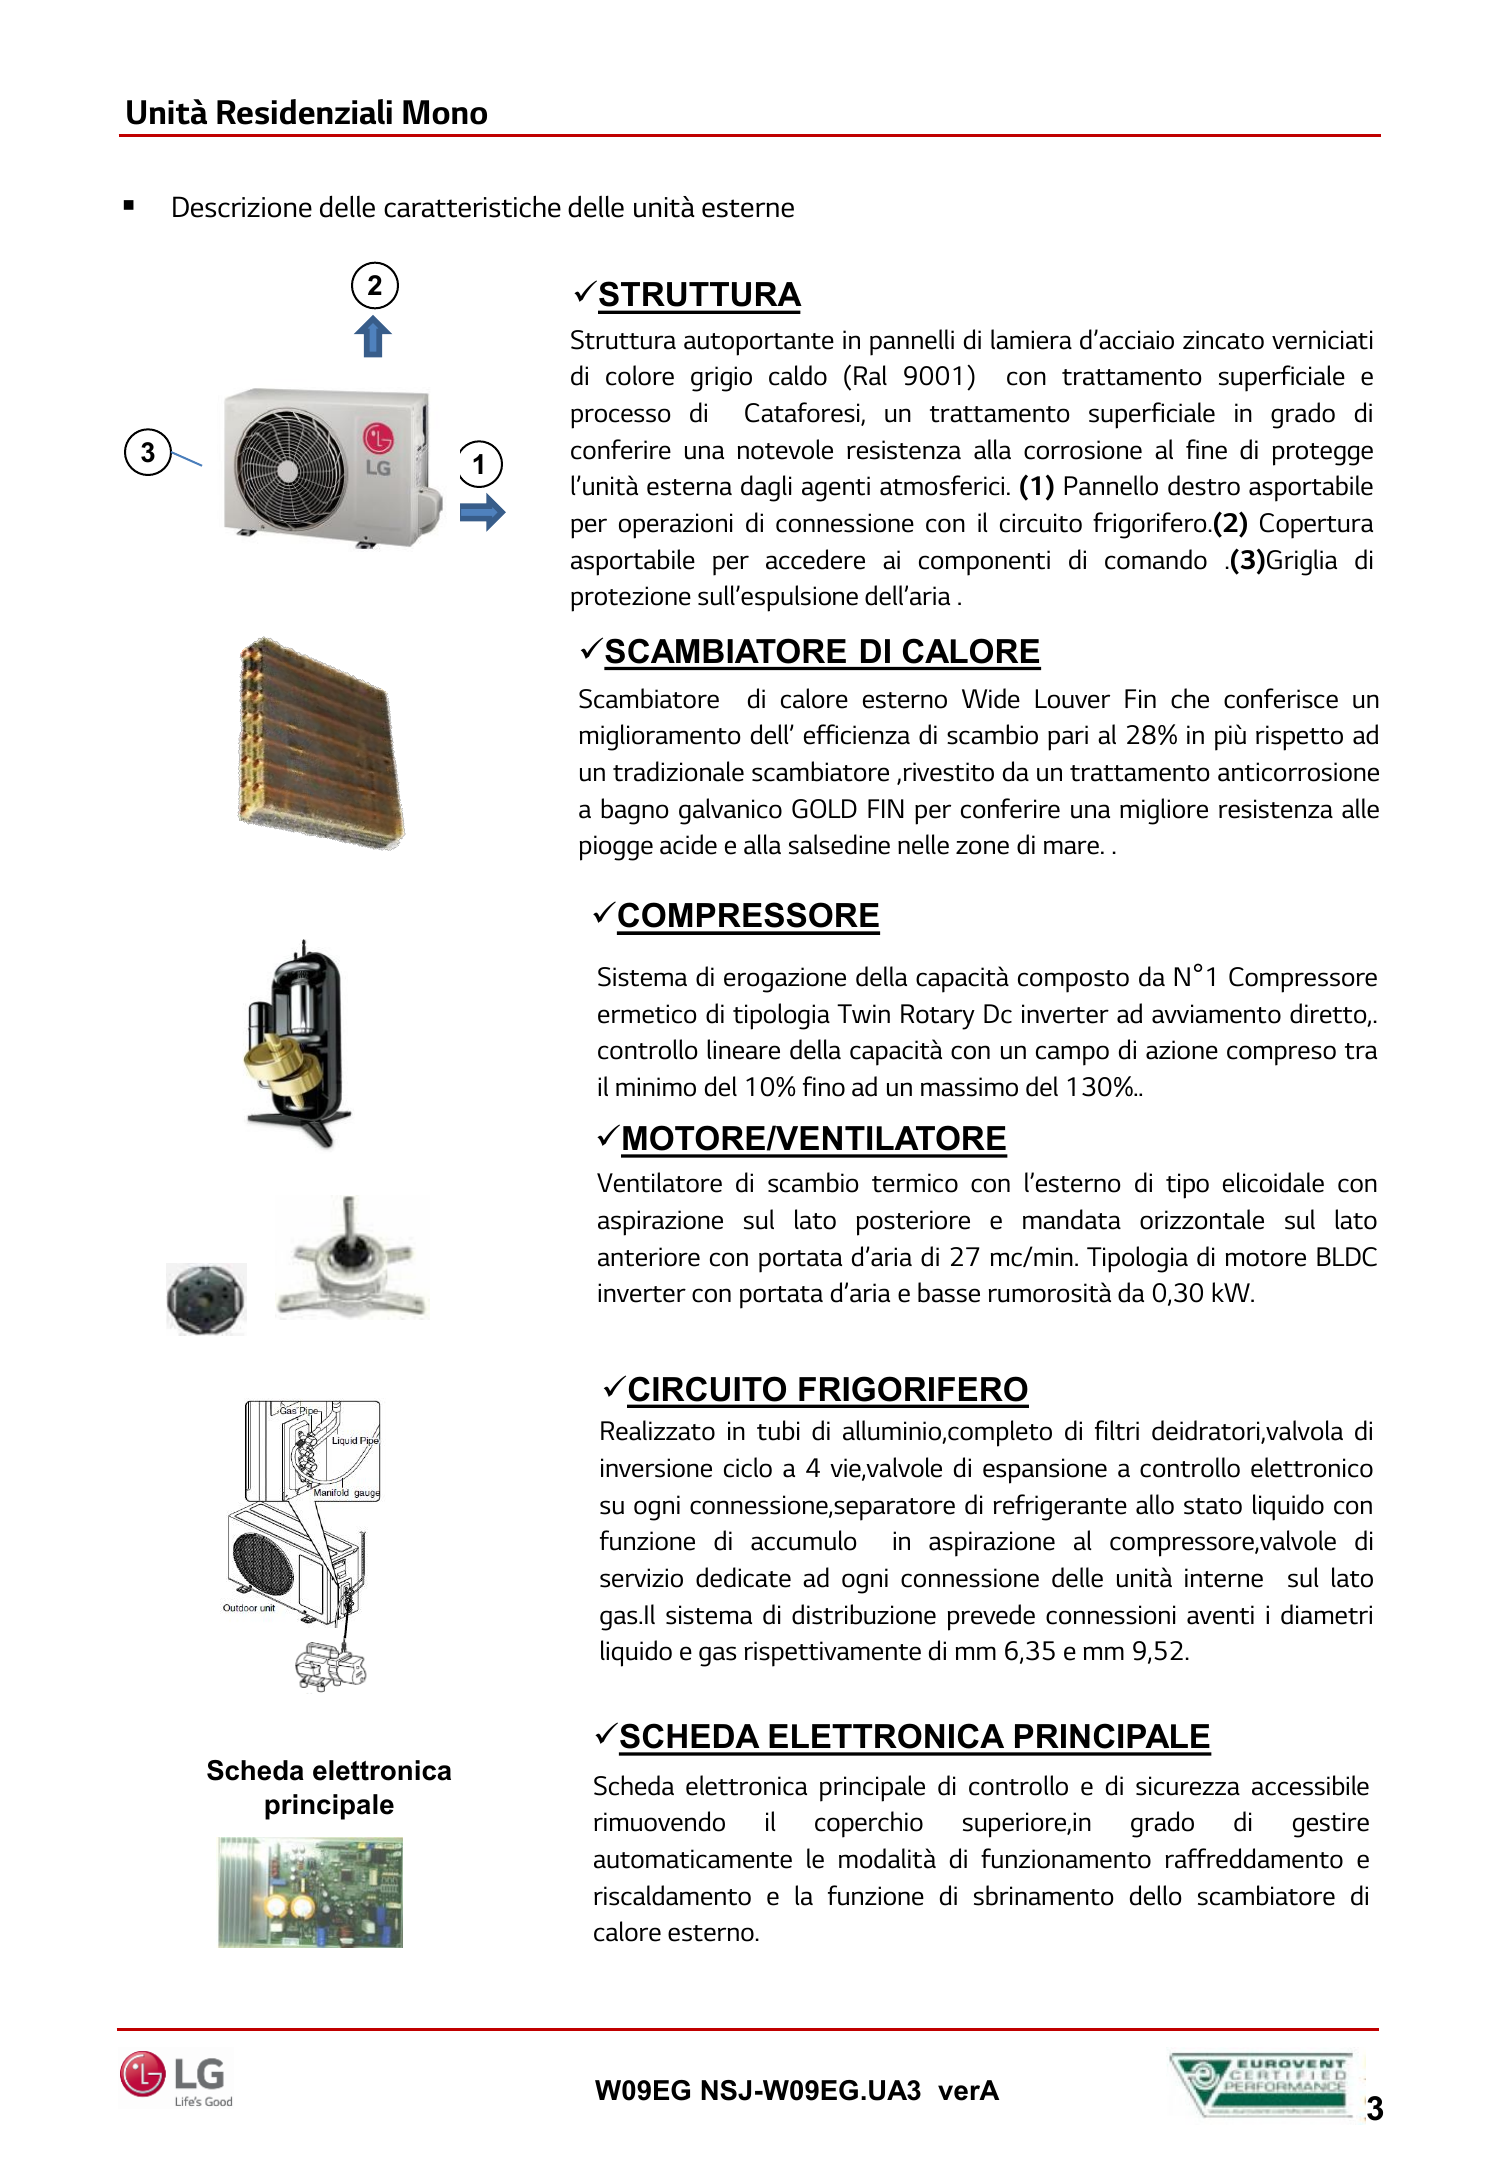 Unità Residenziali Mono
▪ Descrizione delle caratteristiche delle unità esterne
2
3
1
LG
✓STRUTTURA
Struttura autoportante in pannelli di lamiera d’acciaio zincato verniciati
di colore grigio caldo (Ral 9001) con trattamento superficiale e
processo di Cataforesi, un trattamento superficiale in grado di
conferire una notevole resistenza alla corrosione al fine di protegge
l’unità esterna dagli agenti atmosferici. (1) Pannello destro asportabile
per operazioni di connessione con il circuito frigorifero.(2) Copertura
asportabile per accedere ai componenti di comando .(3)Griglia di
protezione sull’espulsione dell’aria .
✓SCAMBIATORE DI CALORE
Scambiatore di calore esterno Wide Louver Fin che conferisce un
miglioramento dell’ efficienza di scambio pari al 28% in più rispetto ad
un tradizionale scambiatore ,rivestito da un trattamento anticorrosione
a bagno galvanico GOLD FIN per conferire una migliore resistenza alle
piogge acide e alla salsedine nelle zone di mare. .
✓COMPRESSORE
Sistema di erogazione della capacità composto da N°1 Compressore
ermetico di tipologia Twin Rotary Dc inverter ad avviamento diretto,.
controllo lineare della capacità con un campo di azione compreso tra
il minimo del 10% fino ad un massimo del 130%..
✓MOTORE/VENTILATORE
Ventilatore di scambio termico con l’esterno di tipo elicoidale con
aspirazione sul lato posteriore e mandata orizzontale sul lato
anteriore con portata d’aria di 27 mc/min. Tipologia di motore BLDC
inverter con portata d’aria e basse rumorosità da 0,30 kW.
✓CIRCUITO FRIGORIFERO
Realizzato in tubi di alluminio,completo di filtri deidratori,valvola di
inversione ciclo a 4 vie,valvole di espansione a controllo elettronico
su ogni connessione,separatore di refrigerante allo stato liquido con
funzione di accumulo in aspirazione al compressore,valvole di
servizio dedicate ad ogni connessione delle unità interne sul lato
gas.Il sistema di distribuzione prevede connessioni aventi i diametri
liquido e gas rispettivamente di mm 6,35 e mm 9,52.
Gas Pipe
Liquid Pipe
Manifold gauge
Outdoor unit
✓SCHEDA ELETTRONICA PRINCIPALE
Scheda elettronica principale di controllo e di sicurezza accessibile
rimuovendo il coperchio superiore,in grado di gestire
automaticamente le modalità di funzionamento raffreddamento e
riscaldamento e la funzione di sbrinamento dello scambiatore di
calore esterno.
Scheda elettronica
principale
LG
Life's Good
W09EG NSJ-W09EG.UA3 verA
EUROVENT
CERTIFIED
PERFORMANCE
3